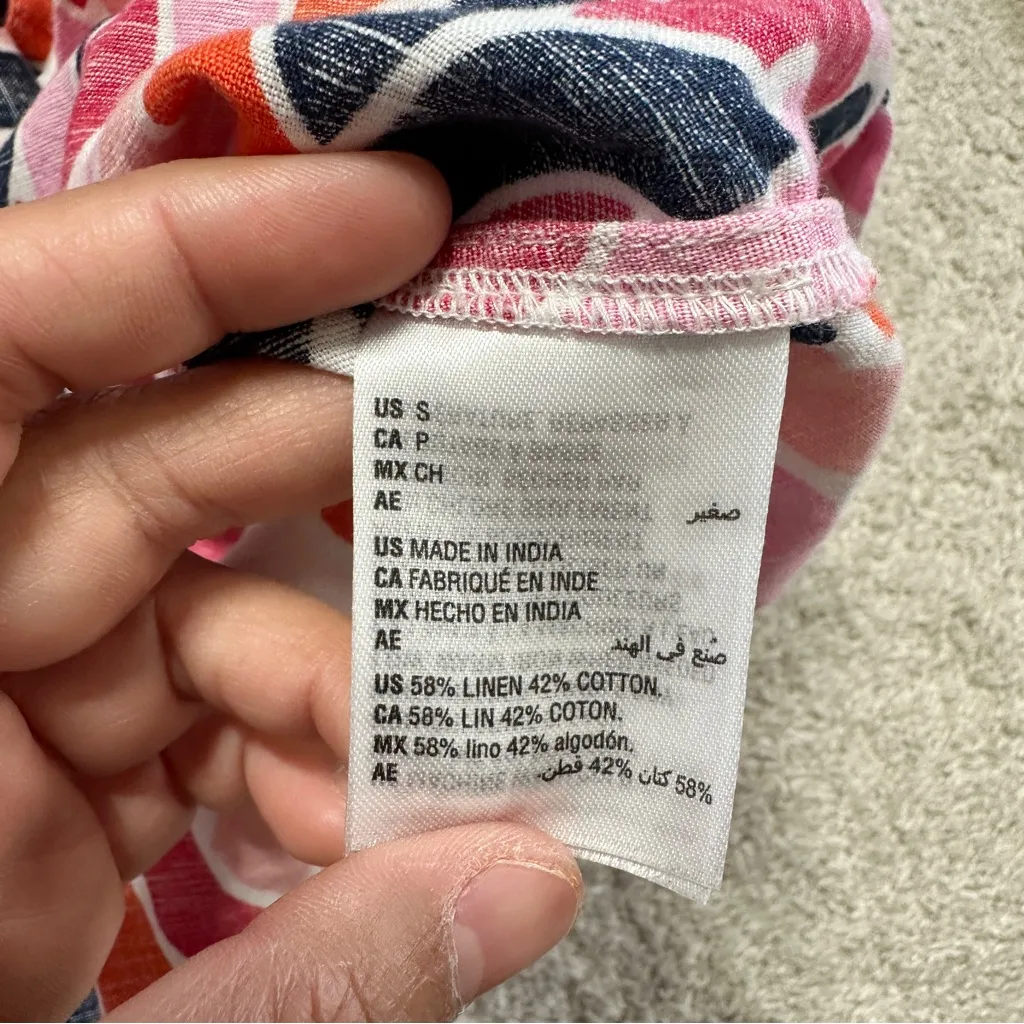 US S
CA P
MX CH
AE صغير
US MADE IN INDIA
CA FABRIQUÉ EN INDE
MX HECHO EN INDIA
AE صُنع في الهند
US 58% LINEN 42% COTTON.
CA 58% LIN 42% COTON.
MX 58% lino 42% algodón.
AE 58% كتان 42% قطن.